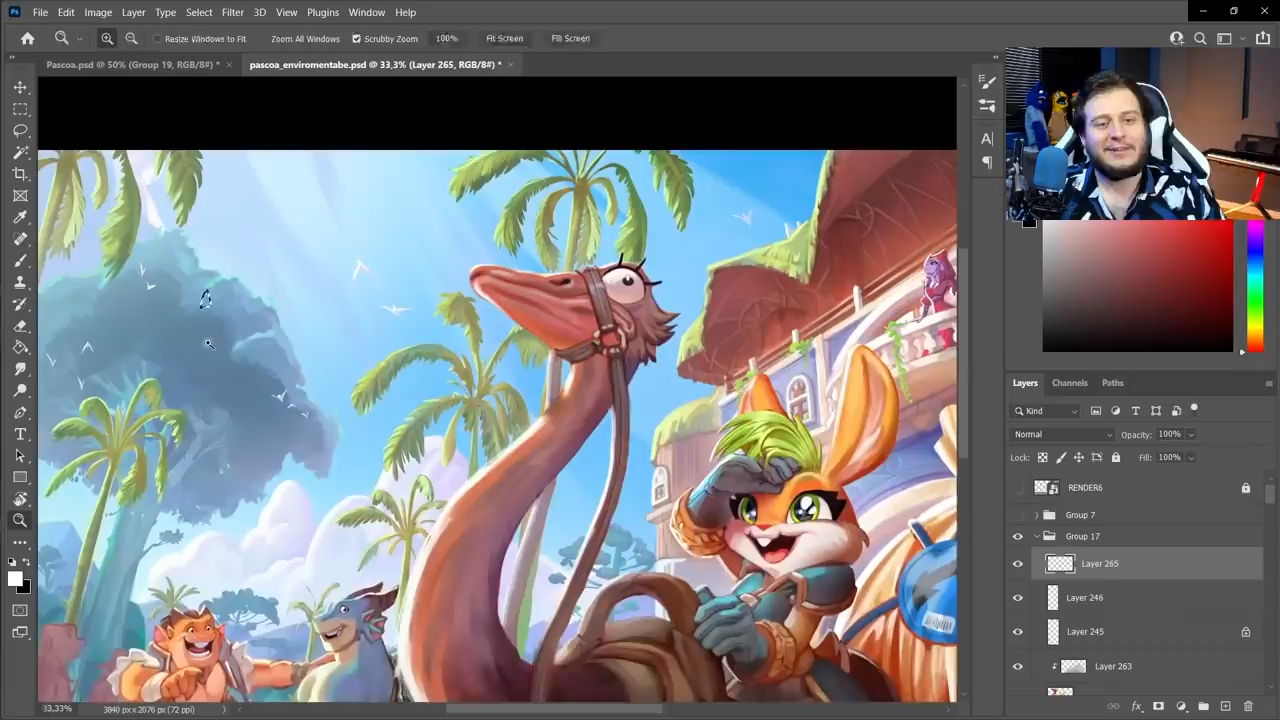 Ps File Edit Image Layer Type Select Filter 3D View Plugins Window Help
Resize Windows to Fit Zoom All Windows Scrubby Zoom 100% Fit Screen Fill Screen
Pascoa.psd @ 50% (Group 19, RGB/8#) * pascoa_enviromentabe.psd @ 33,3% (Layer 265, RGB/8#) *
Layers Channels Paths
Kind
Normal Opacity: 100%
Lock: Fill: 100%
RENDER6
Group 7
Group 17
Layer 265
Layer 246
Layer 245
Layer 263
33,33% 3840 px x 2076 px (72 ppi)
fx